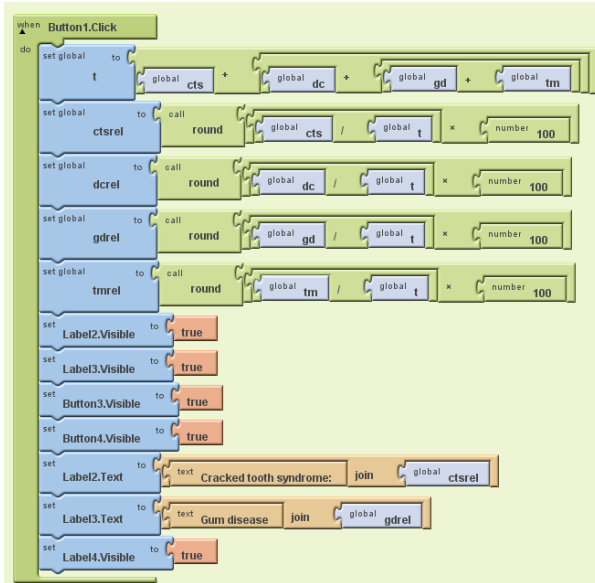 when Button1.Click
do
set global t to global cts + global dc + global gd + global tm
set global ctsrel to call round global cts / global t × number 100
set global dcrel to call round global dc / global t × number 100
set global gdrel to call round global gd / global t × number 100
set global tmrel to call round global tm / global t × number 100
set Label2.Visible to true
set Label3.Visible to true
set Button3.Visible to true
set Button4.Visible to true
set Label2.Text to text Cracked tooth syndrome: join global ctsrel
set Label3.Text to text Gum disease join global gdrel
set Label4.Visible to true